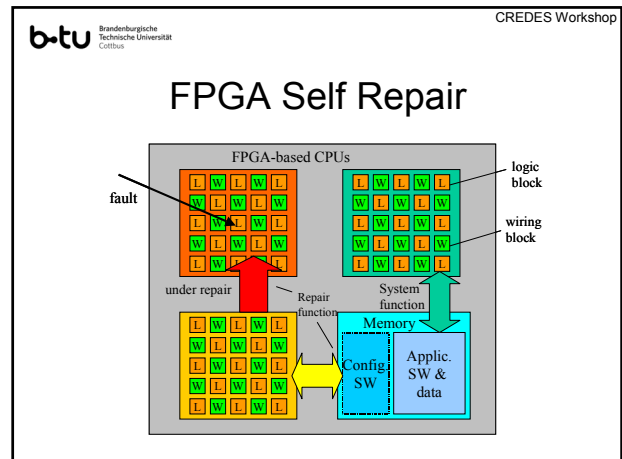 CREDES Workshop
b-tu Brandenburgische
Technische Universität
Cottbus
FPGA Self Repair
FPGA-based CPUs
L W L W L
W L W L W
L W L W L
W L W L W
L W L W L
L W L W L
W L W L W
L W L W L
W L W L W
L W L W L
logic
block
wiring
block
fault
under repair
Repair
function
System
function
L W L W L
W L W L W
L W L W L
W L W L W
L W L W L
Memory
Config.
SW
Applic.
SW &
data